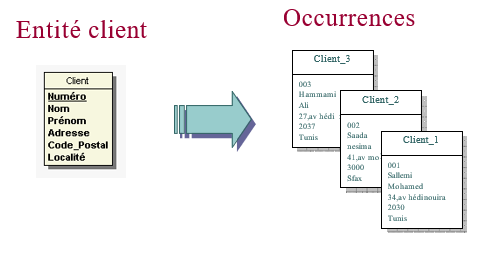 Entité client
Occurrences
Client
Numéro
Nom
Prénom
Adresse
Code_Postal
Localité
Client_3
003
Hammami
Ali
27,av hédi
2037
Tunis
Client_2
002
Saada
nesima
41,av mo
3000
Sfax
Client_1
001
Sallemi
Mohamed
34,av hédinouira
2030
Tunis